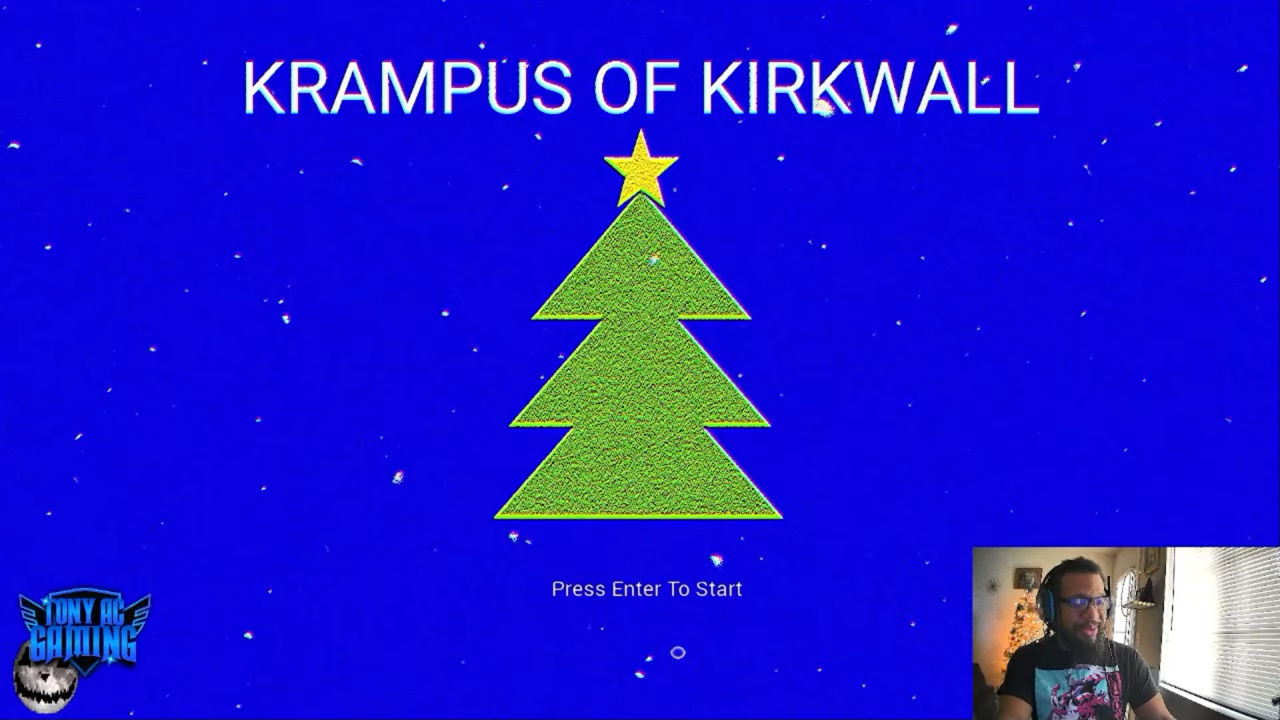 KRAMPUS OF KIRKWALL
Press Enter To Start
TONY AC
GAMING